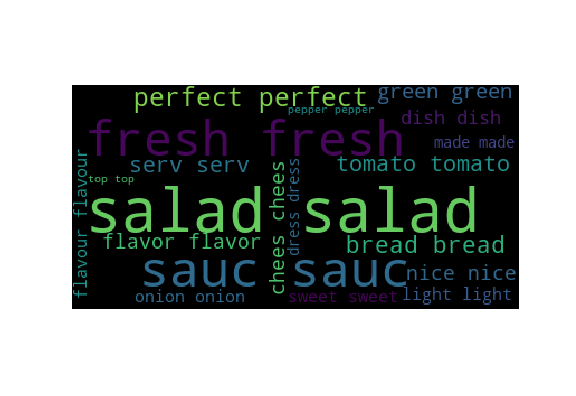 perfect perfect
green green
pepper pepper
dish dish
fresh fresh
made made
serv serv
tomato tomato
top top
salad salad
flavour flavour
chees chees
dress dress
flavor flavor
bread bread
sauc sauc
nice nice
onion onion
sweet sweet
light light